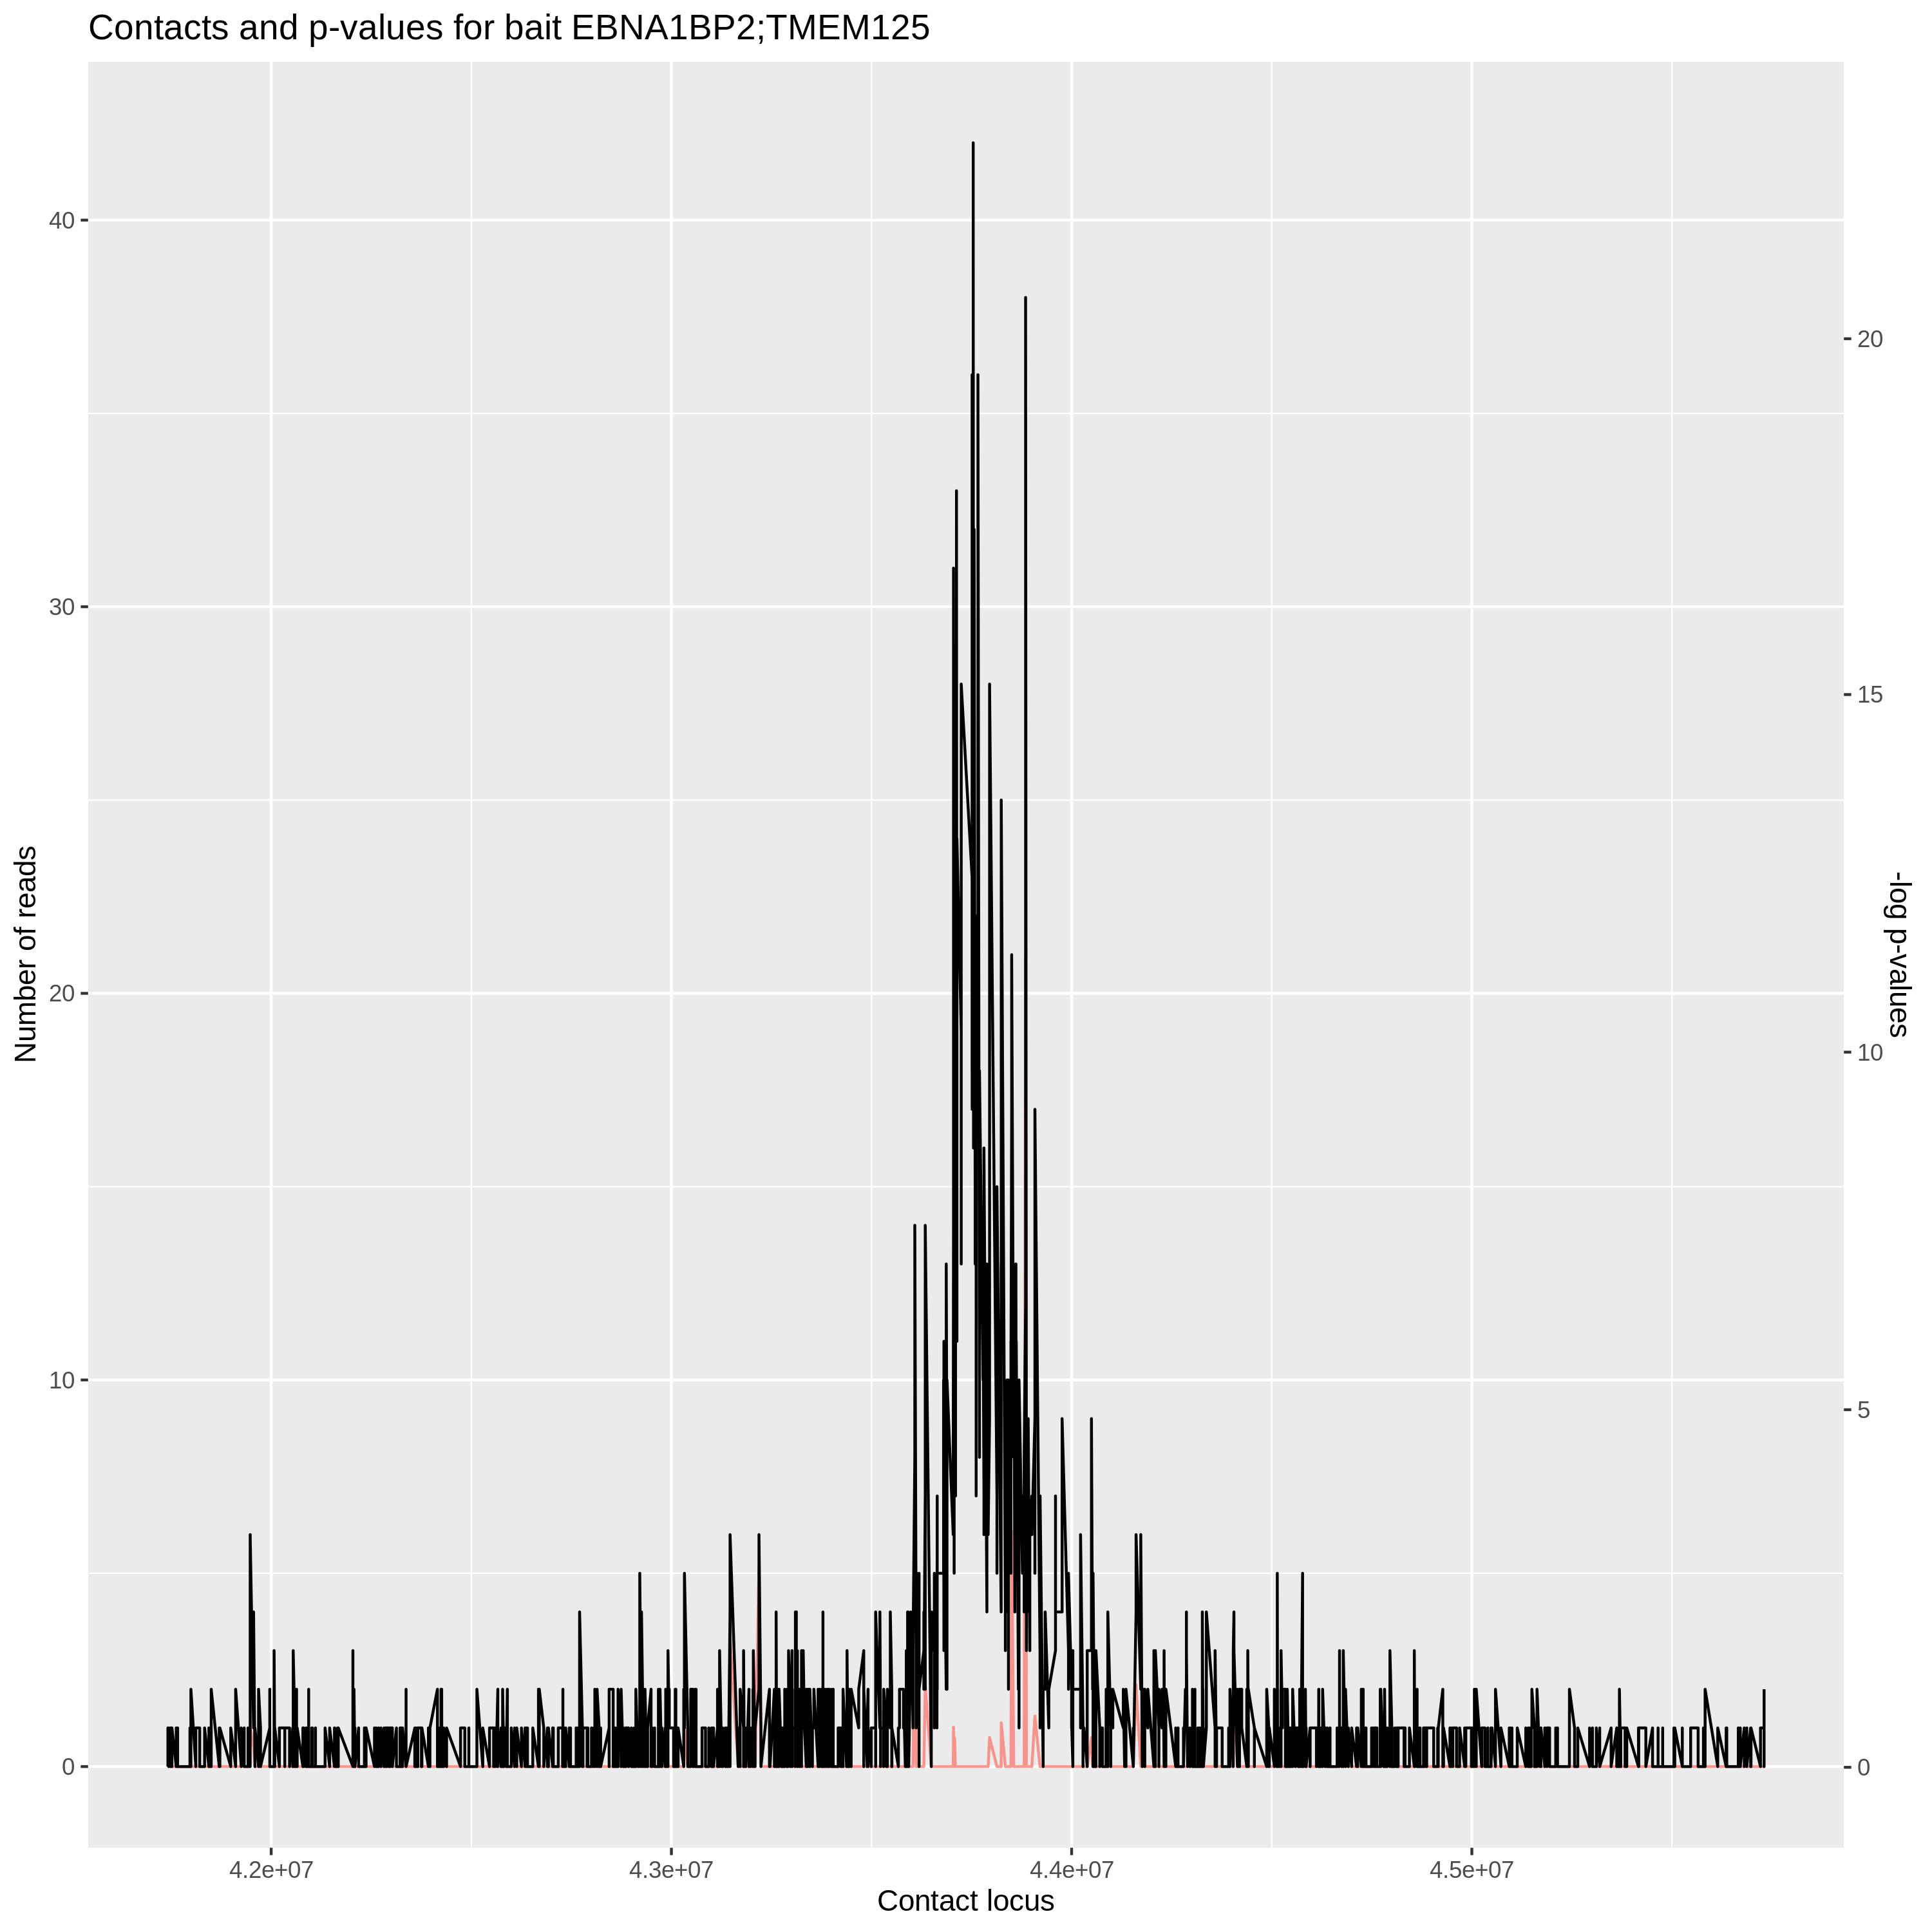 Contacts and p-values for bait EBNA1BP2;TMEM125
40
30
20
10
0
Number of reads
20
15
10
5
0
-log p-values
4.2e+07
4.3e+07
4.4e+07
4.5e+07
Contact locus